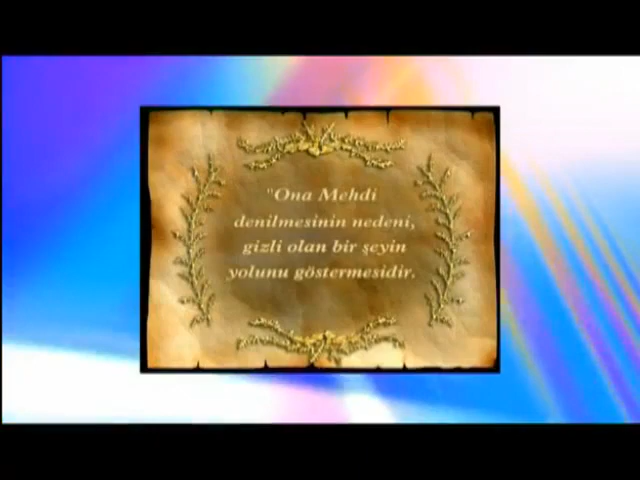 "Ona Mehdi
denilmesinin nedeni,
gizli olan bir şeyin
yolunu göstermesidir.